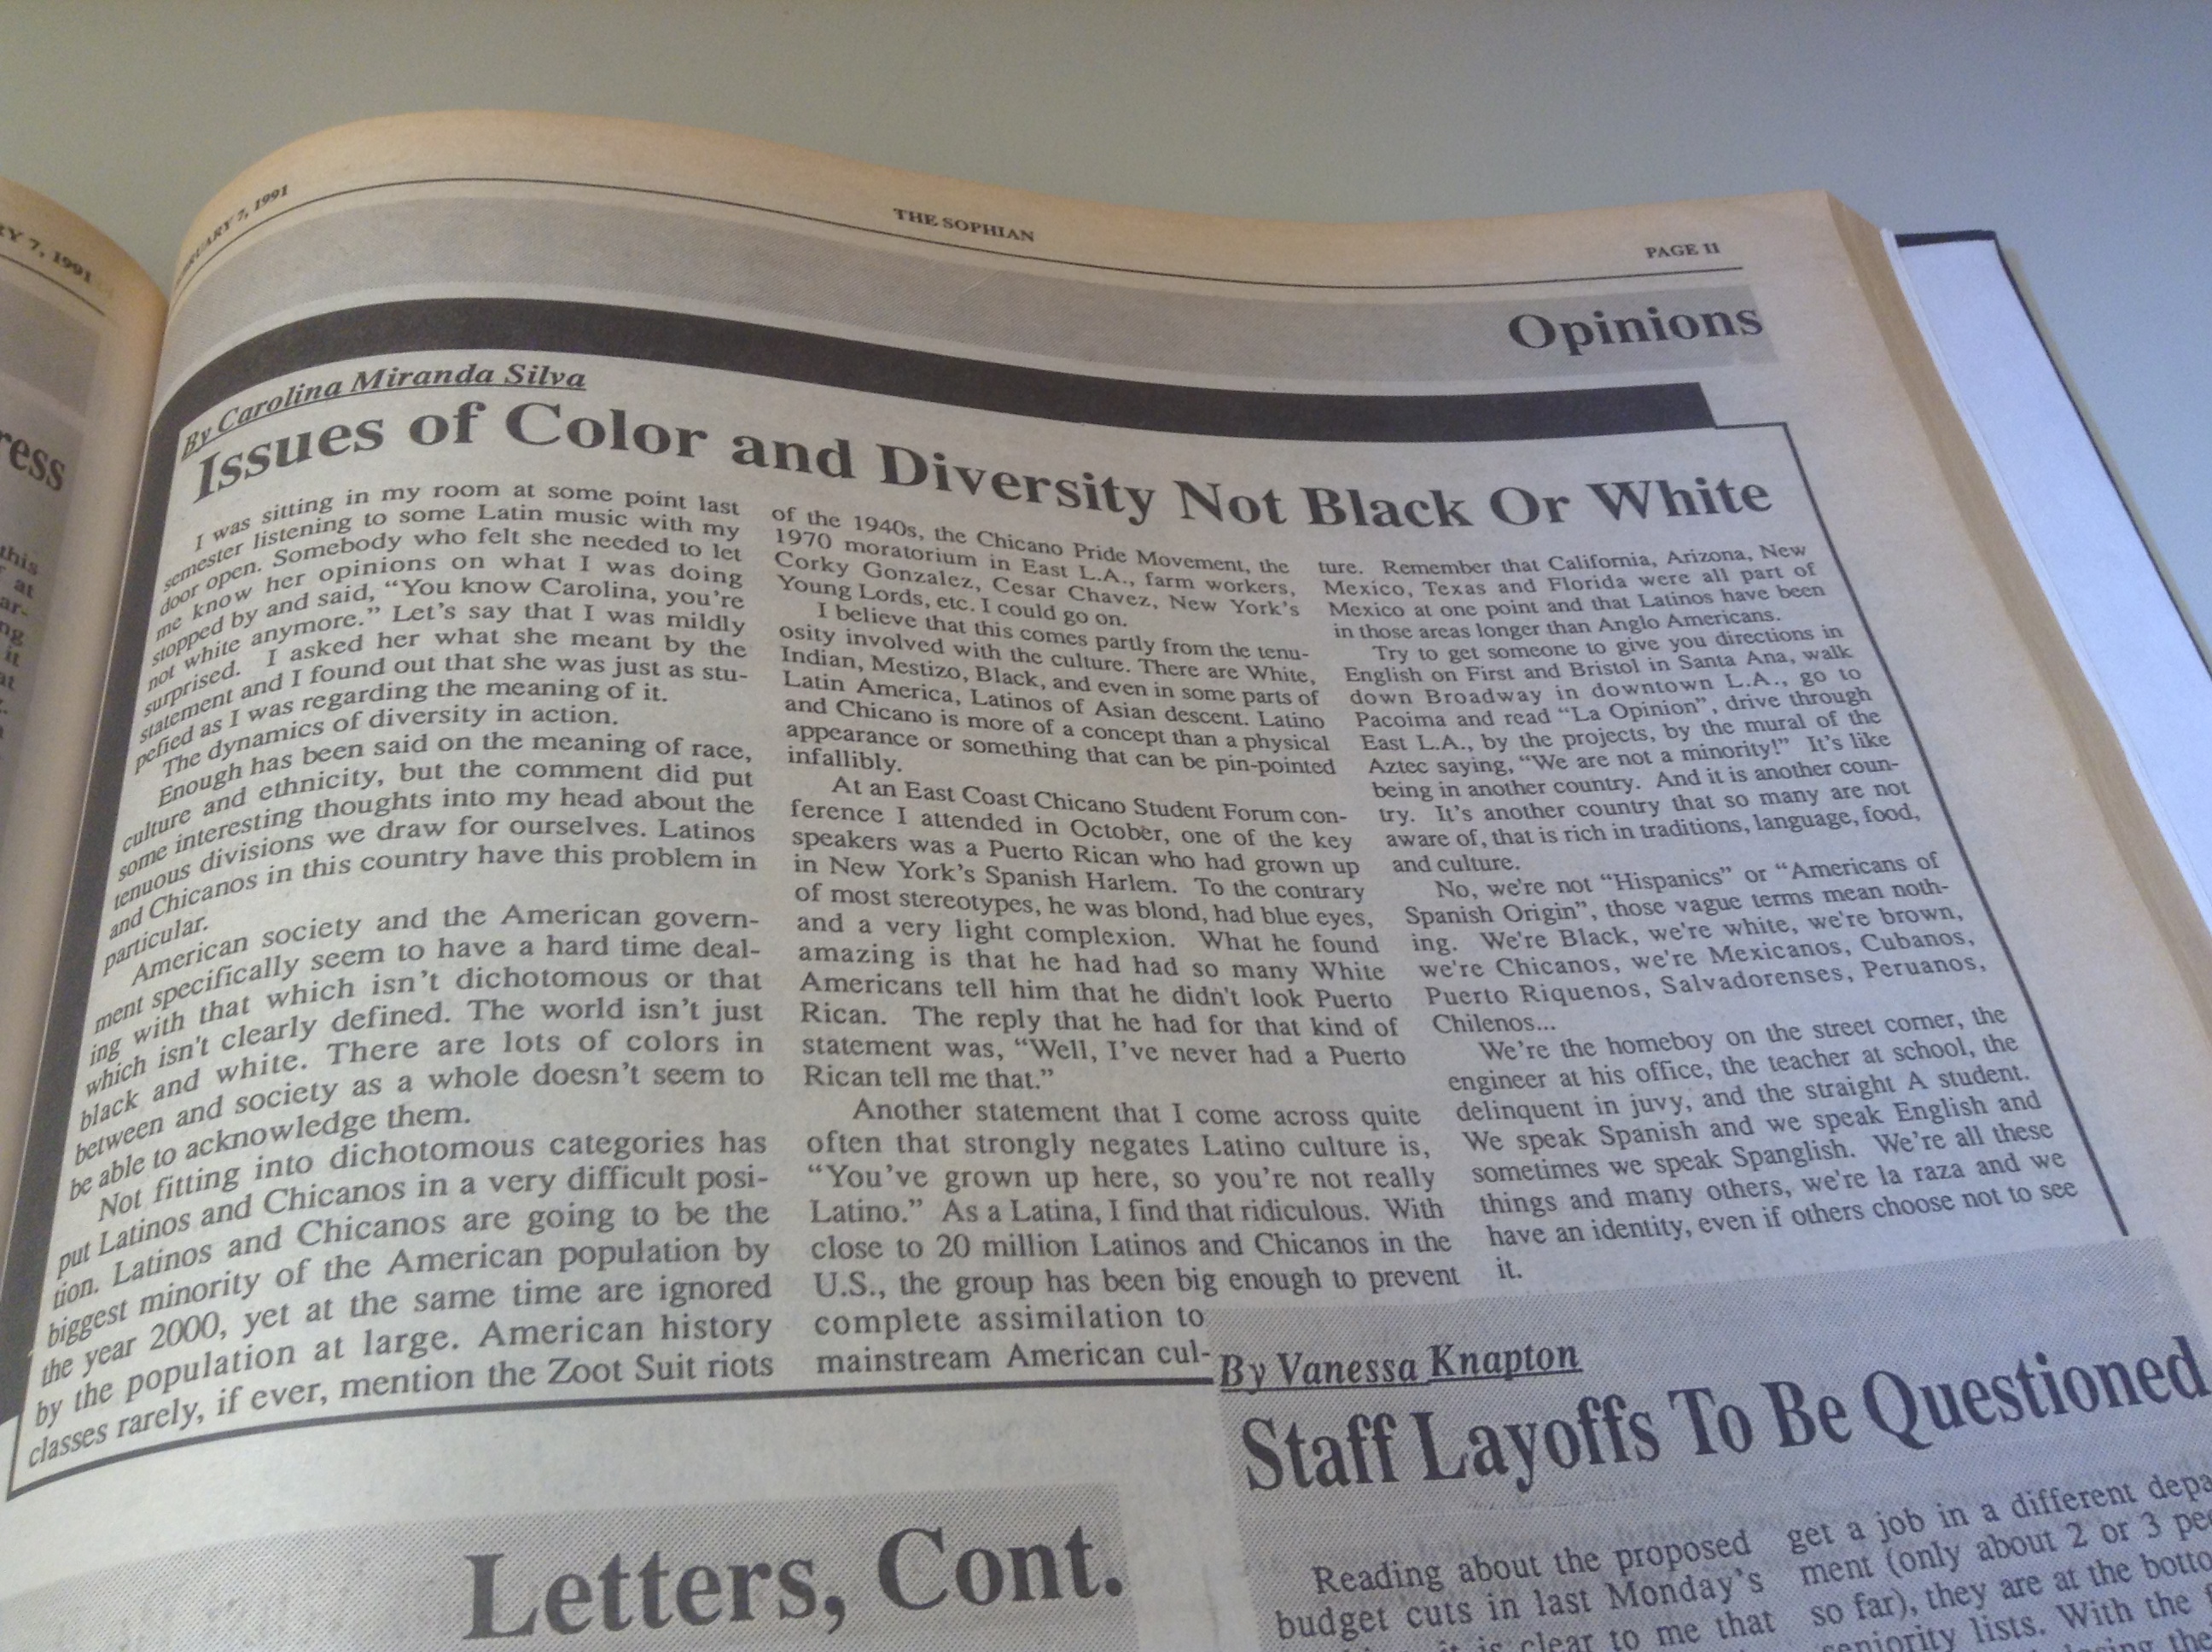 RY 7, 1991
ress
this
at
ar-
ng
it
at
BRUARY 7, 1991
THE SOPHIAN
PAGE 11
Opinions
By Carolina Miranda Silva
Issues of Color and Diversity Not Black Or White
I was sitting in my room at some point last
semester listening to some Latin music with my
door open. Somebody who felt she needed to let
me know her opinions on what I was doing
stopped by and said, “You know Carolina, you’re
not white anymore.” Let’s say that I was mildly
surprised. I asked her what she meant by the
statement and I found out that she was just as stu-
pefied as I was regarding the meaning of it.
The dynamics of diversity in action.
Enough has been said on the meaning of race,
culture and ethnicity, but the comment did put
some interesting thoughts into my head about the
tenuous divisions we draw for ourselves. Latinos
and Chicanos in this country have this problem in
particular.
American society and the American govern-
ment specifically seem to have a hard time deal-
ing with that which isn’t dichotomous or that
which isn't clearly defined. The world isn’t just
black and white. There are lots of colors in
between and society as a whole doesn’t seem to
be able to acknowledge them.
Not fitting into dichotomous categories has
put Latinos and Chicanos in a very difficult posi-
tion. Latinos and Chicanos are going to be the
biggest minority of the American population by
the year 2000, yet at the same time are ignored
by the population at large. American history
classes rarely, if ever, mention the Zoot Suit riots
of the 1940s, the Chicano Pride Movement, the
1970 moratorium in East L.A., farm workers,
Corky Gonzalez, Cesar Chavez, New York’s
Young Lords, etc. I could go on.
I believe that this comes partly from the tenu-
osity involved with the culture. There are White,
Indian, Mestizo, Black, and even in some parts of
Latin America, Latinos of Asian descent. Latino
and Chicano is more of a concept than a physical
appearance or something that can be pin-pointed
infallibly.
At an East Coast Chicano Student Forum con-
ference I attended in October, one of the key
speakers was a Puerto Rican who had grown up
in New York’s Spanish Harlem. To the contrary
of most stereotypes, he was blond, had blue eyes,
and a very light complexion. What he found
amazing is that he had had so many White
Americans tell him that he didn't look Puerto
Rican. The reply that he had for that kind of
statement was, “Well, I’ve never had a Puerto
Rican tell me that.”
Another statement that I come across quite
often that strongly negates Latino culture is,
“You’ve grown up here, so you’re not really
Latino.” As a Latina, I find that ridiculous. With
close to 20 million Latinos and Chicanos in the
U.S., the group has been big enough to prevent
complete assimilation to
mainstream American cul-
ture. Remember that California, Arizona, New
Mexico, Texas and Florida were all part of
Mexico at one point and that Latinos have been
in those areas longer than Anglo Americans.
Try to get someone to give you directions in
English on First and Bristol in Santa Ana, walk
down Broadway in downtown L.A., go to
Pacoima and read “La Opinion”, drive through
East L.A., by the projects, by the mural of the
Aztec saying, “We are not a minority!” It’s like
being in another country. And it is another coun-
try. It’s another country that so many are not
aware of, that is rich in traditions, language, food,
and culture.
No, we're not “Hispanics” or “Americans of
Spanish Origin”, those vague terms mean noth-
ing. We're Black, we're white, we're brown,
we're Chicanos, we're Mexicanos, Cubanos,
Puerto Riquenos, Salvadorenses, Peruanos,
Chilenos...
We’re the homeboy on the street corner, the
engineer at his office, the teacher at school, the
delinquent in juvy, and the straight A student.
We speak Spanish and we speak English and
sometimes we speak Spanglish. We’re all these
things and many others, we're la raza and we
have an identity, even if others choose not to see
it.
Letters, Cont.
By Vanessa Knapton
Staff Layoffs To Be Questioned
Reading about the proposed
budget cuts in last Monday’s
it is clear to me that
get a job in a different depa
ment (only about 2 or 3 peo
so far), they are at the botto
seniority lists. With the